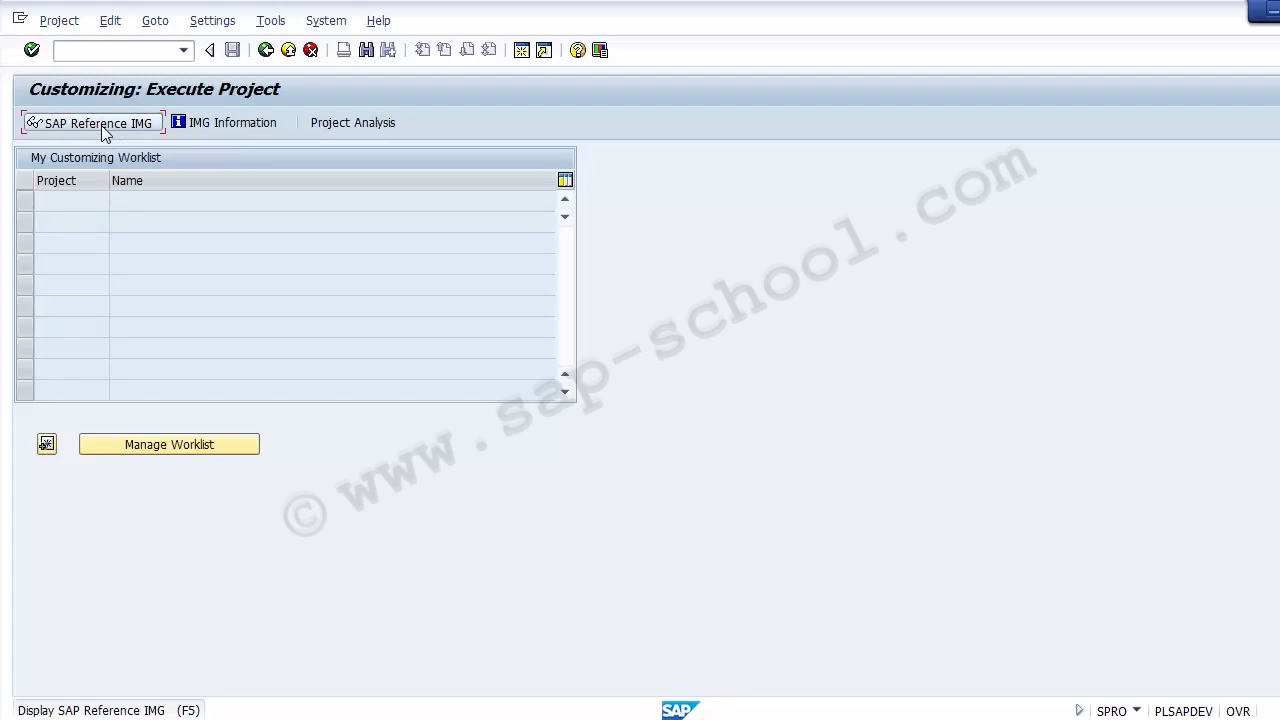 Project Edit Goto Settings Tools System Help
Customizing: Execute Project
SAP Reference IMG IMG Information Project Analysis
My Customizing Worklist
Project Name
Manage Worklist
© www.sap-school.com
Display SAP Reference IMG (F5) SAP SPRO PLSAPDEV OVR